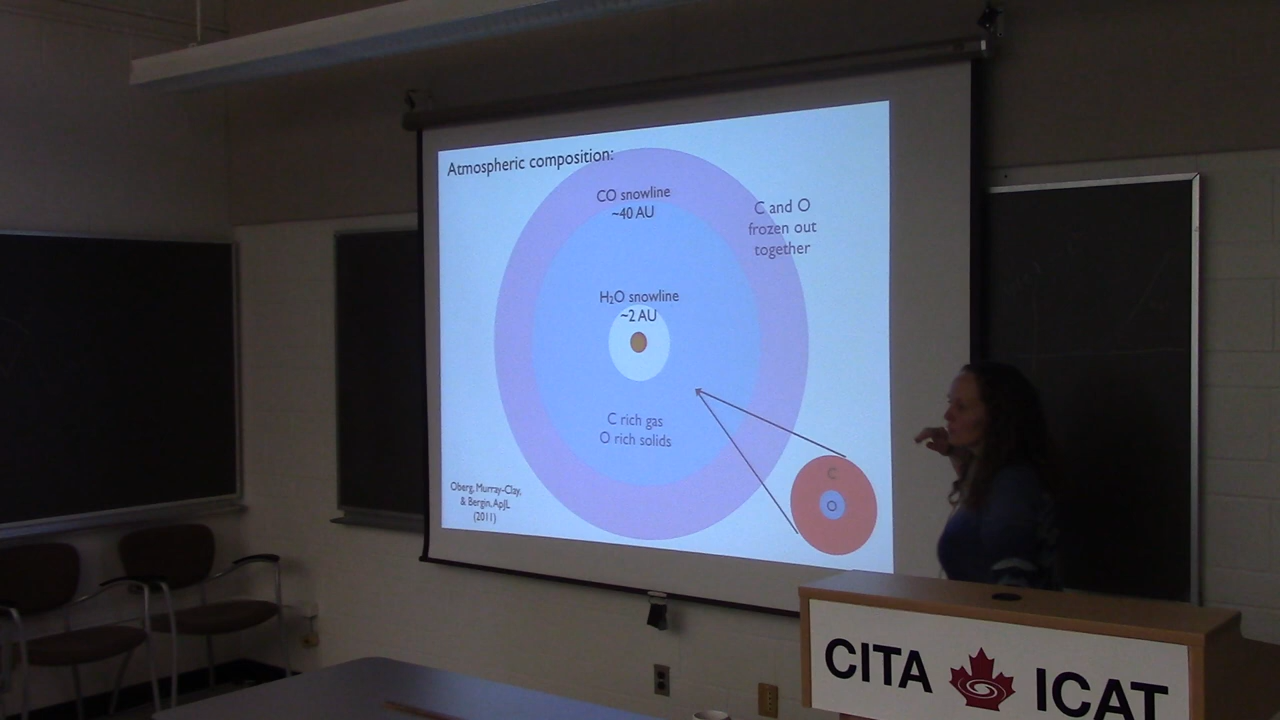 Atmospheric composition:
CO snowline
~40 AU
C and O
frozen out
together
H₂O snowline
~2 AU
C rich gas
O rich solids
Oberg, Murray-Clay,
& Bergin, ApJL
(2011)
C
O
CITA ICAT